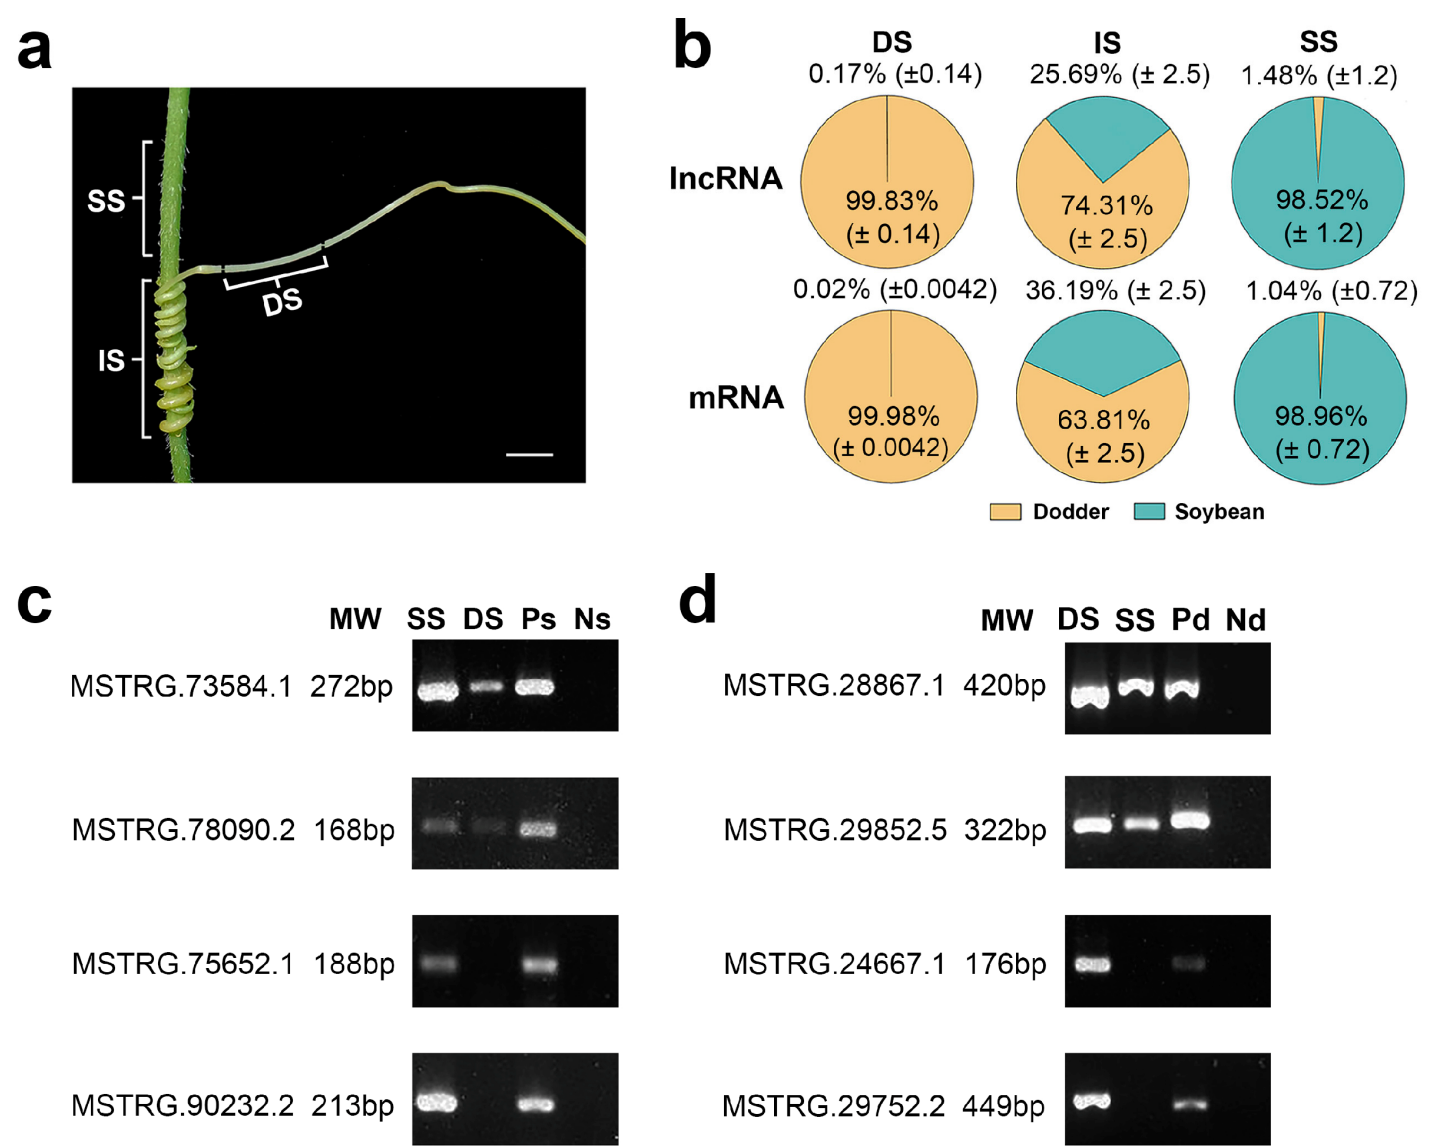 a
SS
DS
IS
b
DS IS SS
0.17% (±0.14) 25.69% (± 2.5) 1.48% (±1.2)
lncRNA
99.83% 74.31% 98.52%
(± 0.14) (± 2.5) (± 1.2)
0.02% (±0.0042) 36.19% (± 2.5) 1.04% (±0.72)
mRNA
99.98% 63.81% 98.96%
(± 0.0042) (± 2.5) (± 0.72)
Dodder Soybean
c
MW SS DS Ps Ns
MSTRG.73584.1 272bp
MSTRG.78090.2 168bp
MSTRG.75652.1 188bp
MSTRG.90232.2 213bp
d
MW DS SS Pd Nd
MSTRG.28867.1 420bp
MSTRG.29852.5 322bp
MSTRG.24667.1 176bp
MSTRG.29752.2 449bp